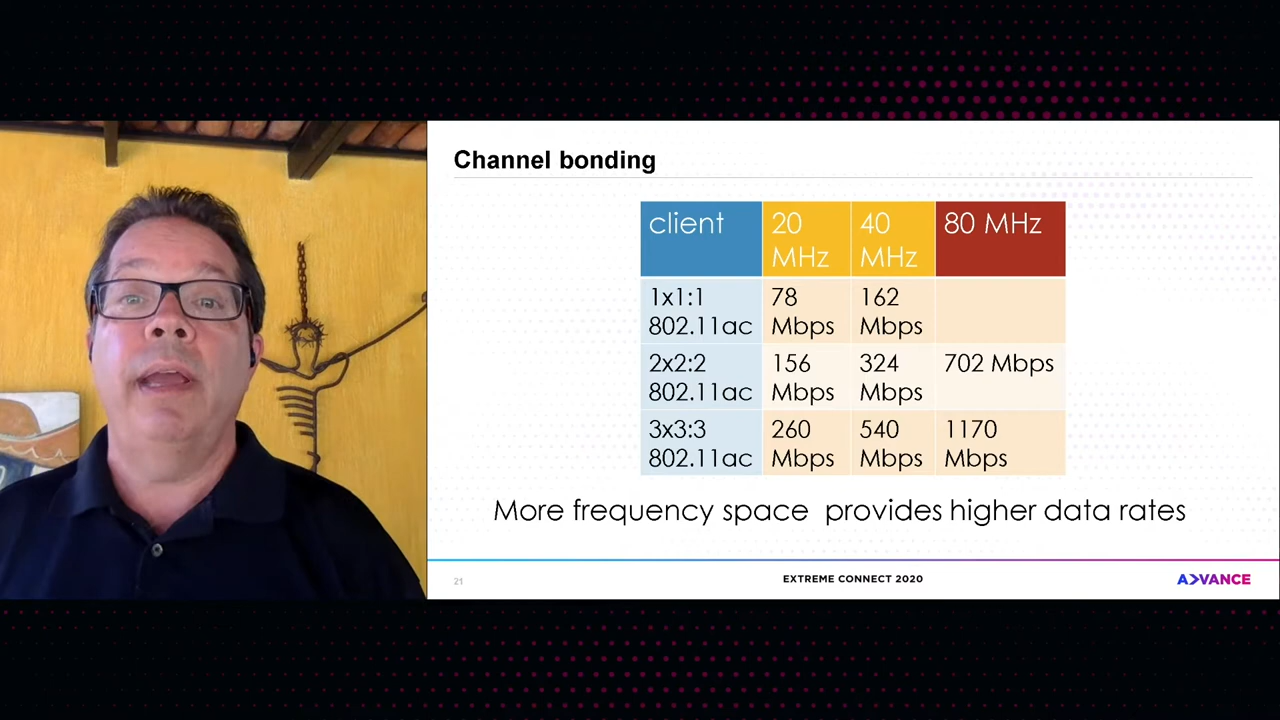 Channel bonding
client
20
MHz
40
MHz
80 MHz
1x1:1
802.11ac
78
Mbps
162
Mbps
2x2:2
802.11ac
156
Mbps
324
Mbps
702 Mbps
3x3:3
802.11ac
260
Mbps
540
Mbps
1170
Mbps
More frequency space  provides higher data rates
21
EXTREME CONNECT 2020
ADVANCE